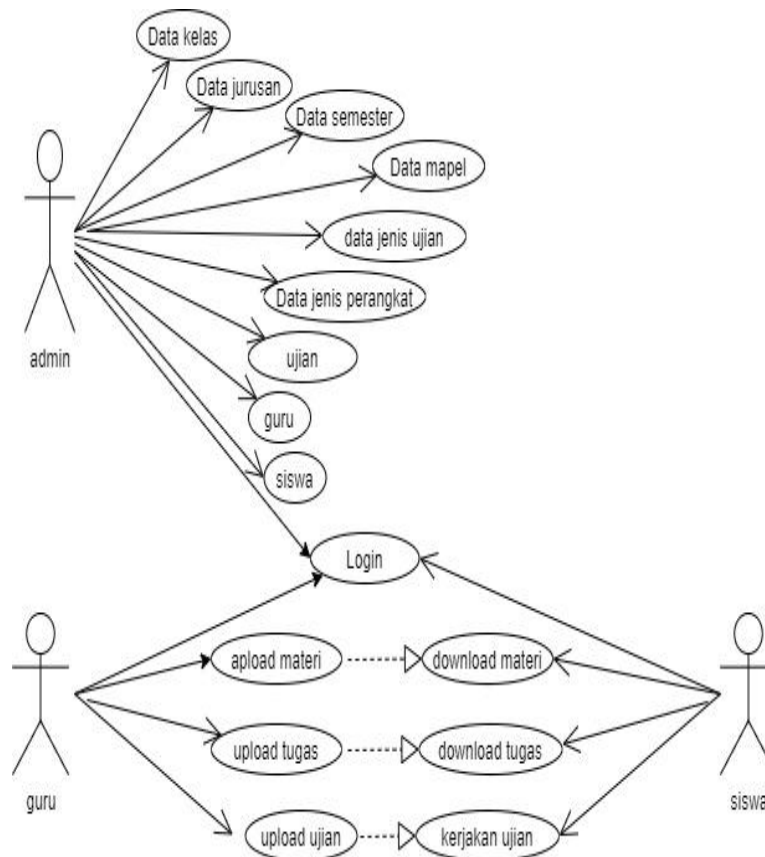 Data kelas
Data jurusan
Data semester
Data mapel
data jenis ujian
Data jenis perangkat
admin
ujian
guru
siswa
Login
apload materi
download materi
upload tugas
download tugas
guru
siswa
upload ujian
kerjakan ujian